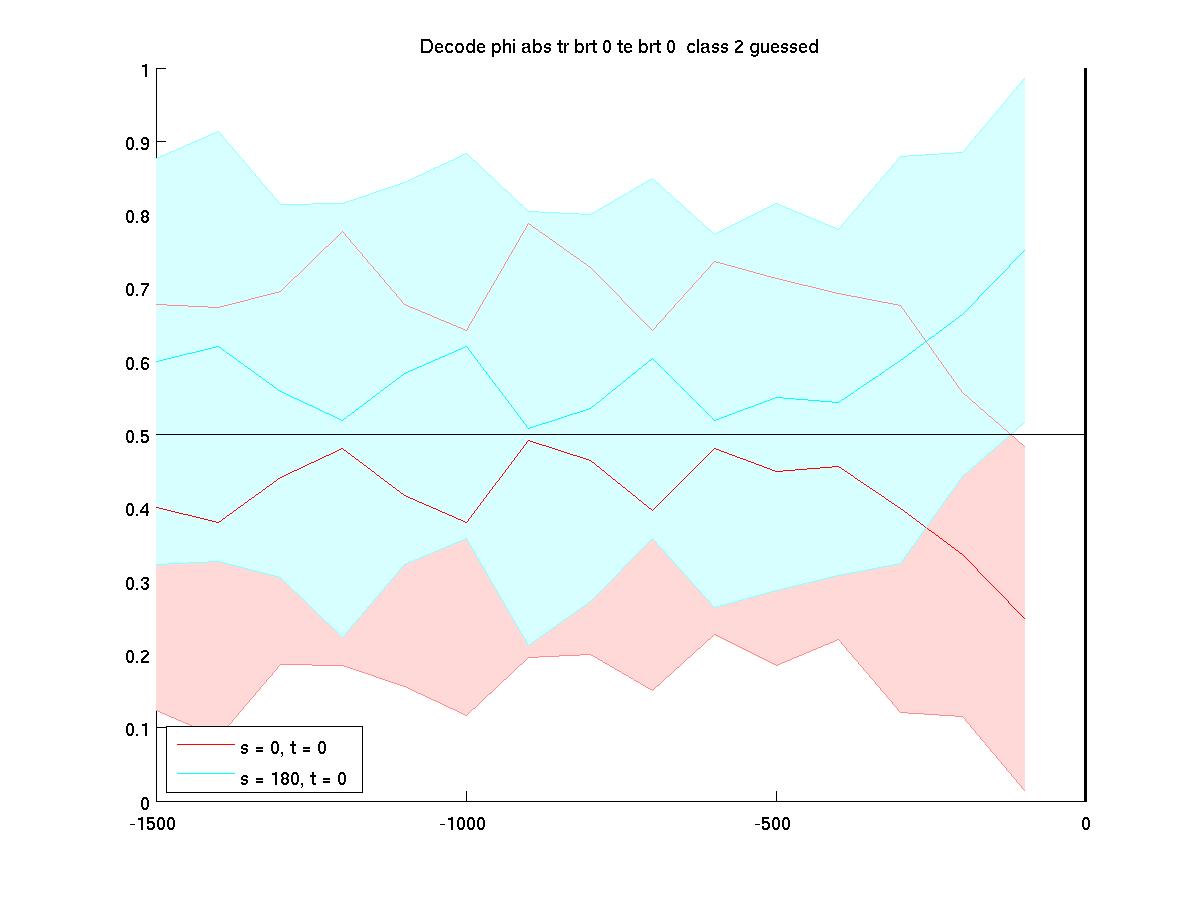 Decode phi abs tr brt 0 te brt 0  class 2 guessed
1
0.9
0.8
0.7
0.6
0.5
0.4
0.3
0.2
0.1
0
s = 0, t = 0
s = 180, t = 0
-1500 -1000 -500 0